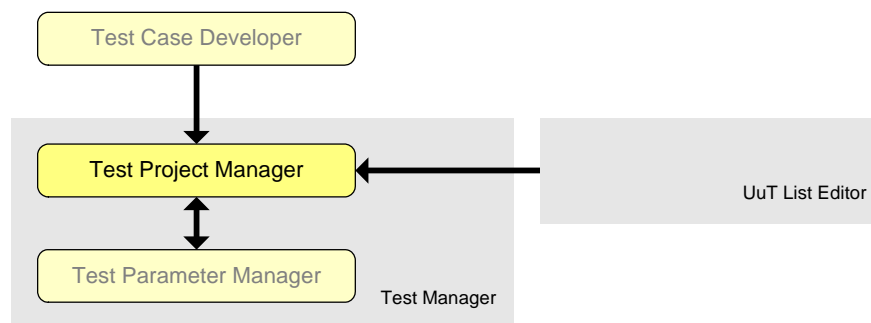 Test Case Developer
Test Project Manager
UuT List Editor
Test Parameter Manager
Test Manager